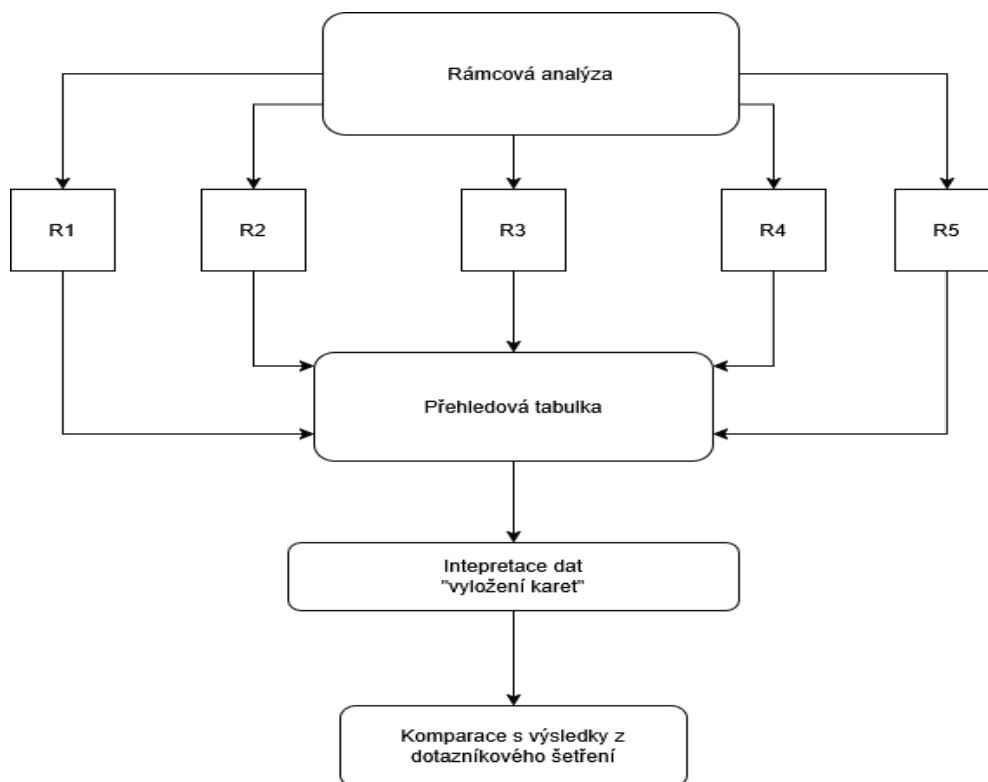 Rámcová analýza
R1
R2
R3
R4
R5
Přehledová tabulka
Intepretace dat
"vyložení karet"
Komparace s výsledky z
dotazníkového šetření